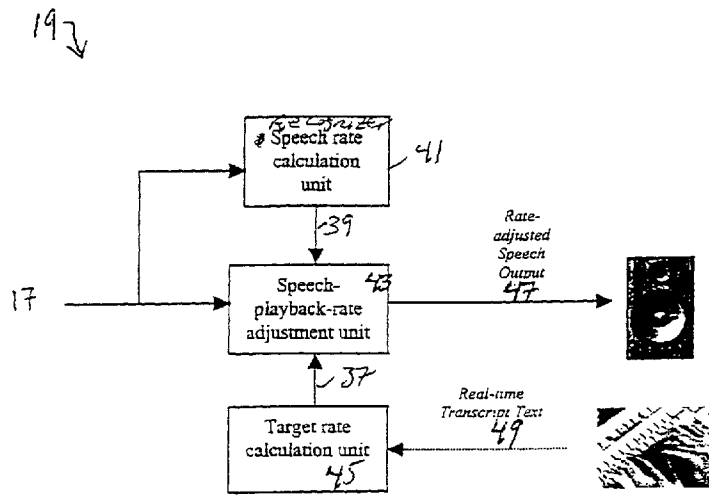 19
Recognizer
Speech rate
calculation
unit
41
39
Rate-
adjusted
Speech
Output
47
17
Speech-
43
playback-rate
adjustment unit
37
Real-time
Transcript Text
49
Target rate
calculation unit
45